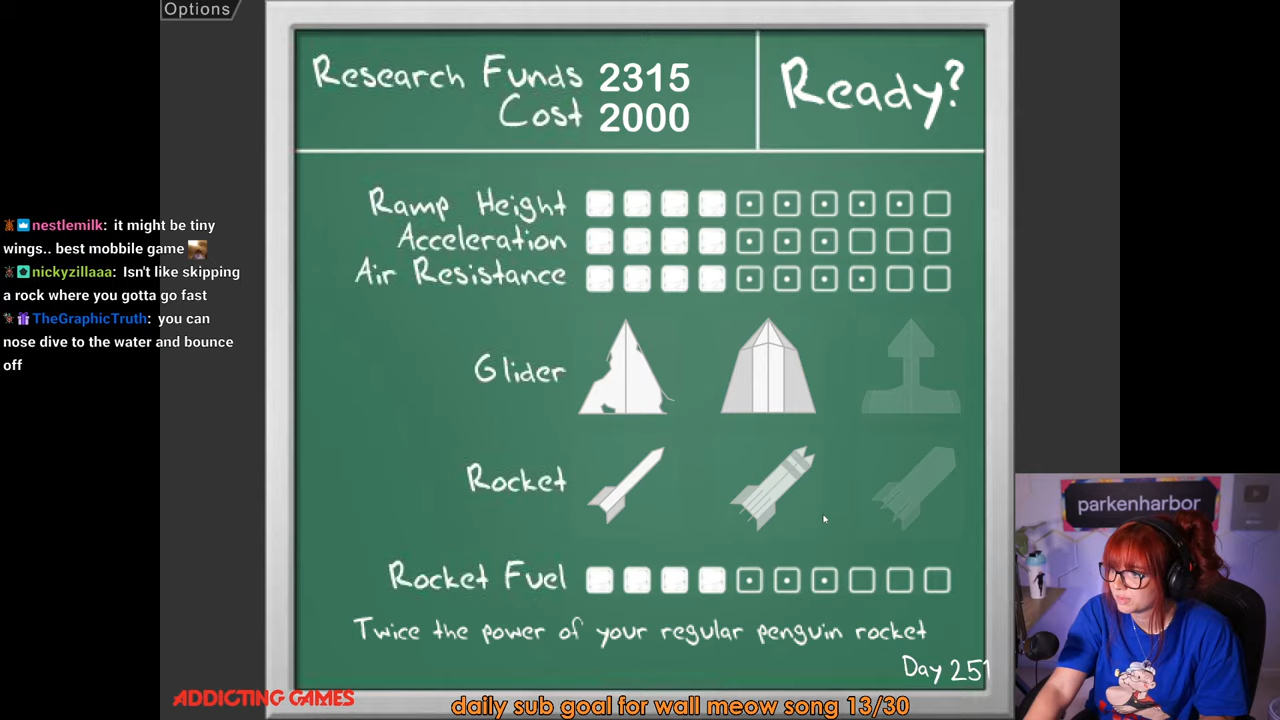 Options
Research Funds 2315
Cost 2000
Ready?
Ramp Height
Acceleration
Air Resistance
Glider
Rocket
Rocket Fuel
Twice the power of your regular penguin rocket
Day 251
nestlemilk: it might be tiny
wings.. best mobbile game
nickyzillaaa: Isn't like skipping
a rock where you gotta go fast
TheGraphicTruth: you can
nose dive to the water and bounce
off
parkenharbor
ADDICTING GAMES
daily sub goal for wall meow song 13/30